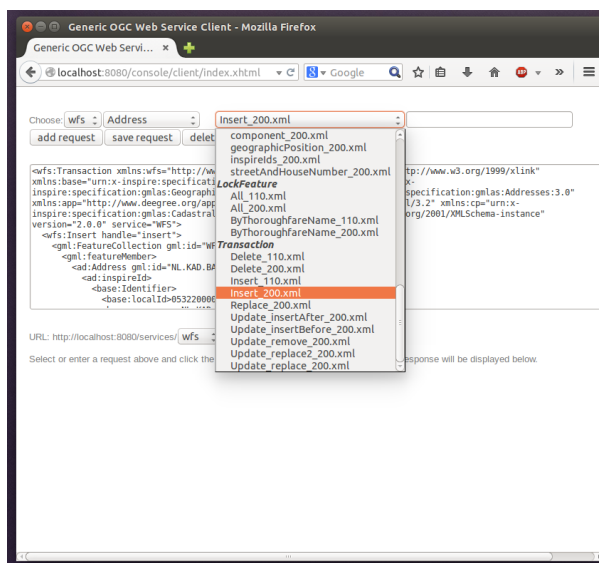 Generic OGC Web Service Client - Mozilla Firefox
Generic OGC Web Servi... ×
localhost:8080/console/client/index.xhtml
Google
Choose: wfs Address Insert_200.xml
add request save request delet
component_200.xml
geographicPosition_200.xml
inspireIds_200.xml
streetAndHouseNumber_200.xml
LockFeature
All_110.xml
All_200.xml
ByThoroughfareName_110.xml
ByThoroughfareName_200.xml
Transaction
Delete_110.xml
Delete_200.xml
Insert_110.xml
Insert_200.xml
Replace_200.xml
Update_insertAfter_200.xml
Update_insertBefore_200.xml
Update_remove_200.xml
Update_replace2_200.xml
Update_replace_200.xml
<wfs:Transaction xmlns:wfs="http://ww tp://www.w3.org/1999/xlink"
xmlns:base="urn:x-inspire:specificati x-
inspire:specification:gmlas:Geographi specification:gmlas:Addresses:3.0"
xmlns:app="http://www.deegree.org/app l/3.2" xmlns:cp="urn:x-
inspire:specification:gmlas:Cadastral org/2001/XMLSchema-instance"
version="2.0.0" service="WFS">
<wfs:Insert handle="insert">
<gml:FeatureCollection gml:id="WF
<gml:featureMember>
<ad:Address gml:id="NL.KAD.BA
<ad:inspireId>
<base:Identifier>
<base:localId>053220000
URL: http://localhost:8080/services/ wfs
Select or enter a request above and click the esponse will be displayed below.